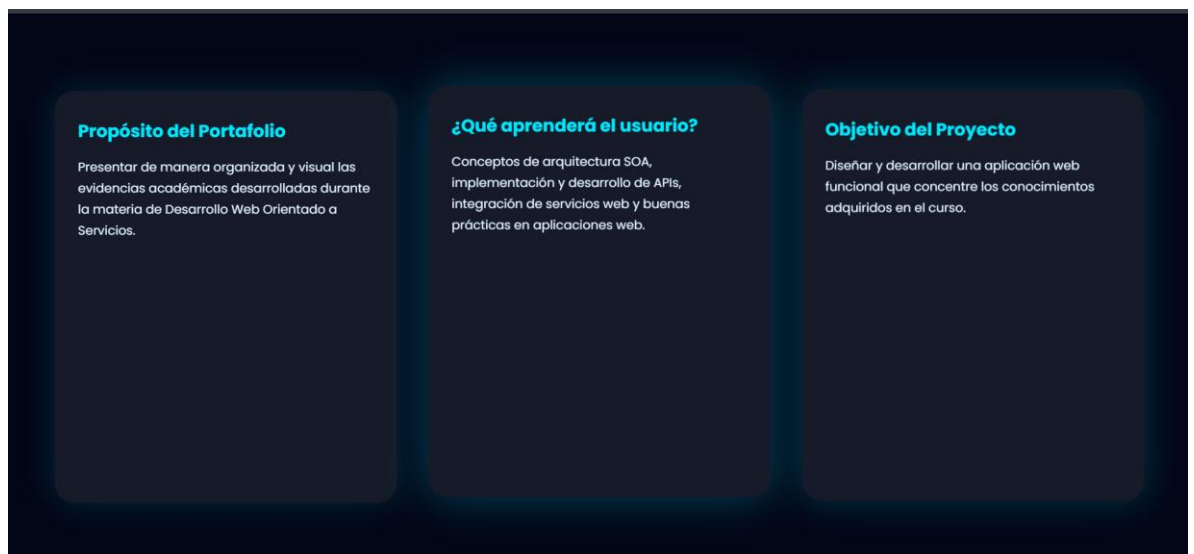 Propósito del Portafolio
Presentar de manera organizada y visual las
evidencias académicas desarrolladas durante
la materia de Desarrollo Web Orientado a
Servicios.
¿Qué aprenderá el usuario?
Conceptos de arquitectura SOA,
implementación y desarrollo de APIs,
integración de servicios web y buenas
prácticas en aplicaciones web.
Objetivo del Proyecto
Diseñar y desarrollar una aplicación web
funcional que concentre los conocimientos
adquiridos en el curso.